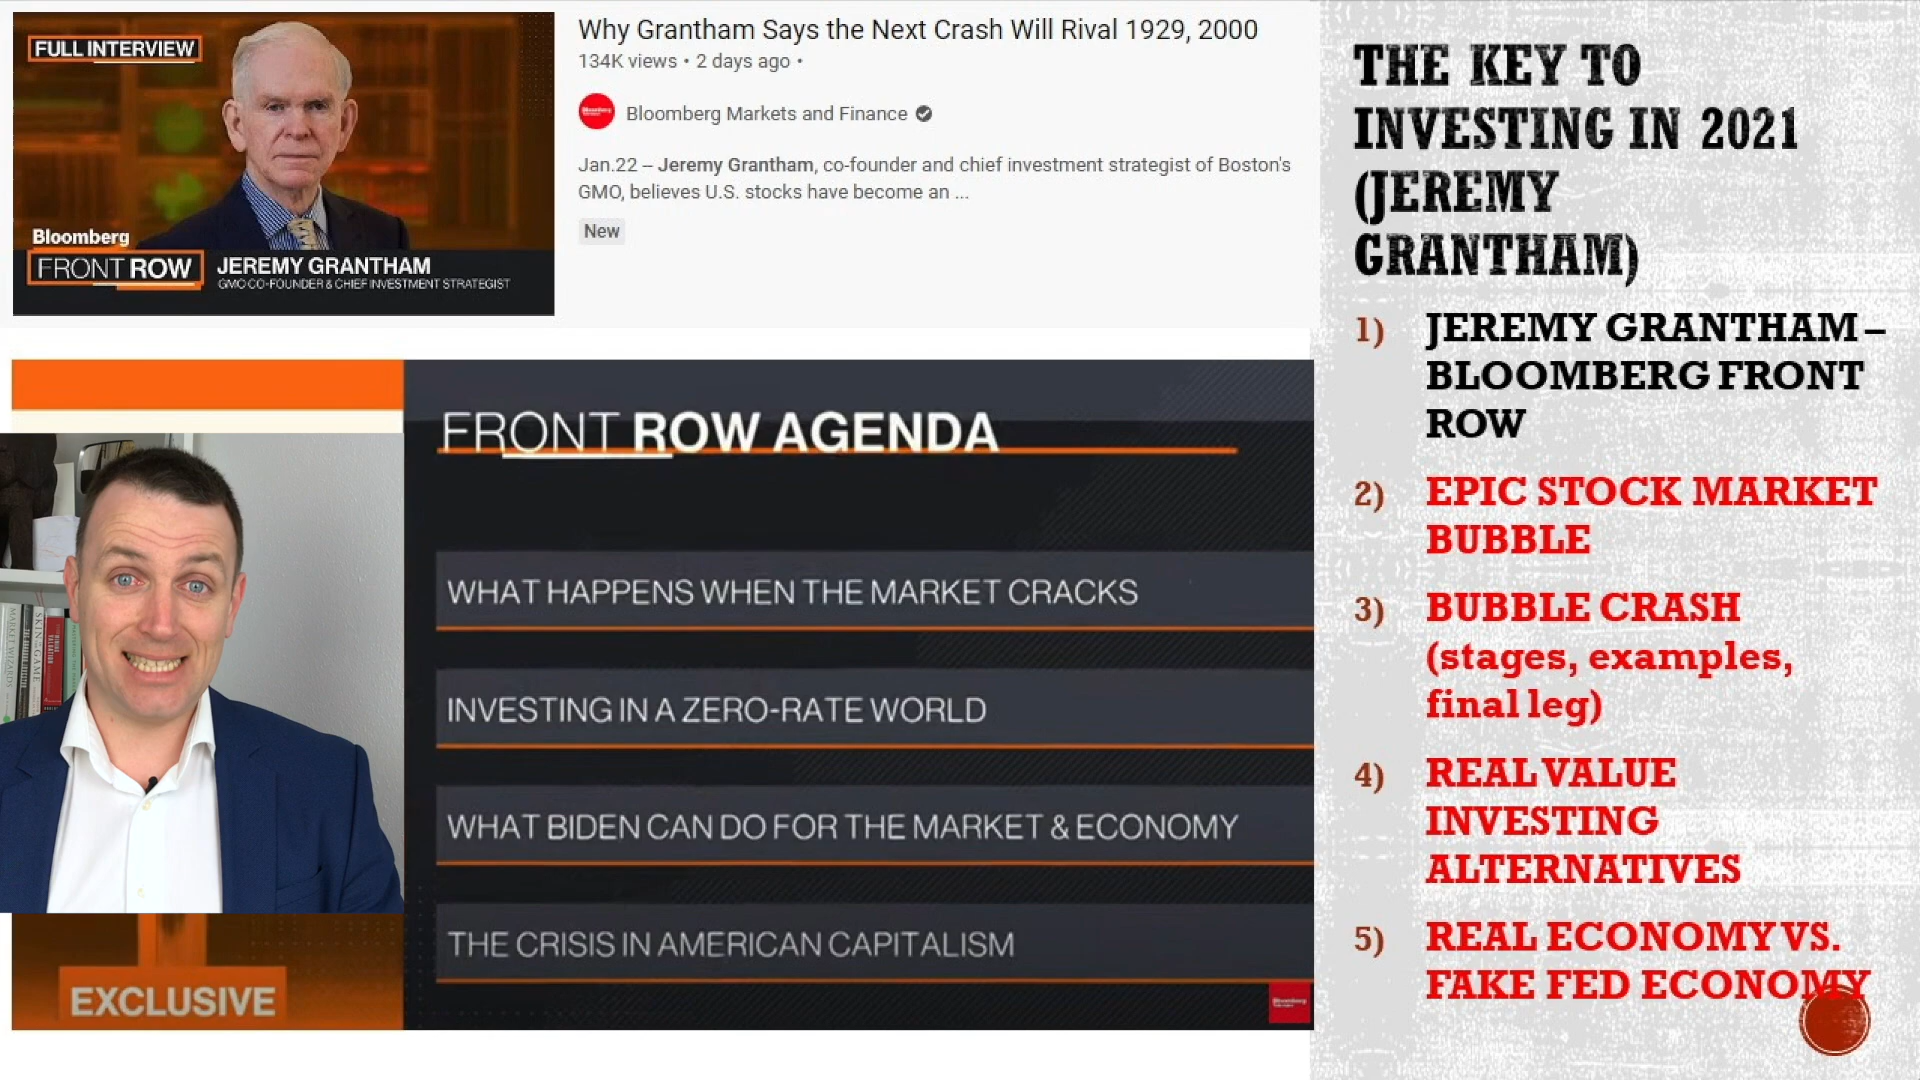 FULL INTERVIEW
Bloomberg
FRONT ROW
JEREMY GRANTHAM
GMO CO-FOUNDER & CHIEF INVESTMENT STRATEGIST
Why Grantham Says the Next Crash Will Rival 1929, 2000
134K views • 2 days ago •
Bloomberg Markets and Finance
Jan.22 – Jeremy Grantham, co-founder and chief investment strategist of Boston's
GMO, believes U.S. stocks have become an ...
New
FRONT ROW AGENDA
WHAT HAPPENS WHEN THE MARKET CRACKS
INVESTING IN A ZERO-RATE WORLD
WHAT BIDEN CAN DO FOR THE MARKET & ECONOMY
THE CRISIS IN AMERICAN CAPITALISM
EXCLUSIVE
MARKET WIZARDS
SKIN IN THE GAME
THE KEY TO
INVESTING IN 2021
(JEREMY
GRANTHAM)
1) JEREMY GRANTHAM –
BLOOMBERG FRONT
ROW
2) EPIC STOCK MARKET
BUBBLE
3) BUBBLE CRASH
(stages, examples,
final leg)
4) REAL VALUE
INVESTING
ALTERNATIVES
5) REAL ECONOMY VS.
FAKE FED ECONOMY